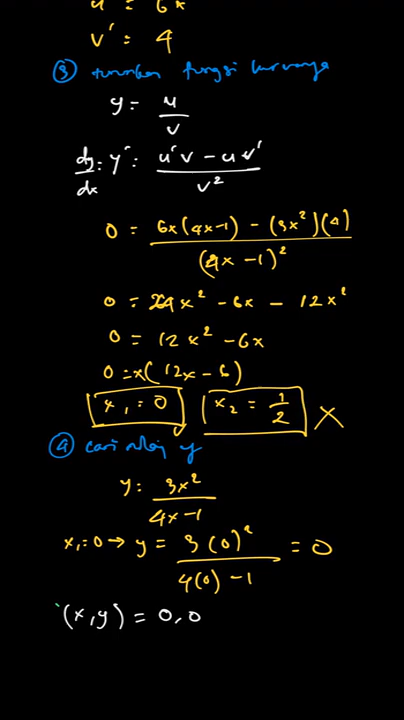 u' = 6x
v' = 4
③ turunkan fungsi kurvanya
y = u/v
dy/dx = y' = (u'v - uv')/v²
0 = (6x(4x-1) - (3x²)(4))/(4x-1)²
0 = 24x² - 6x - 12x²
0 = 12x² - 6x
0 = x(12x - 6)
x₁ = 0 x₂ = 1/2 X
④ cari nilai y
y = 3x²/(4x-1)
x₁=0 → y = 3(0)²/(4(0)-1) = 0
(x,y) = 0,0